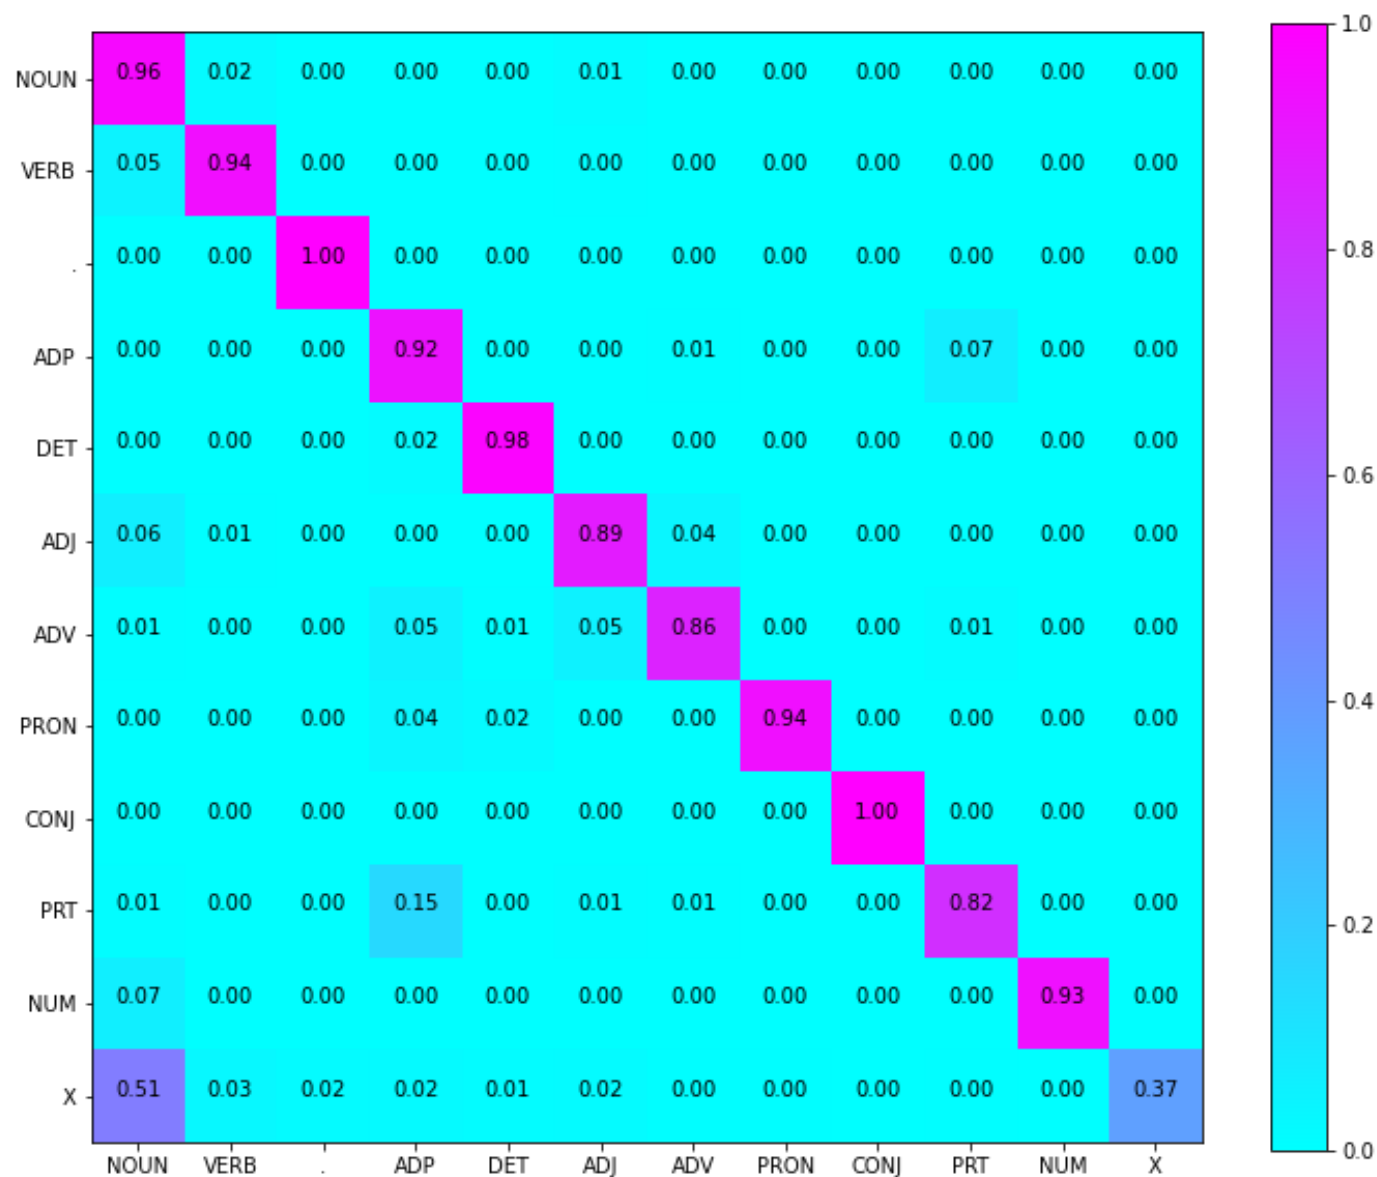 1.0
NOUN 0.96 0.02 0.00 0.00 0.00 0.01 0.00 0.00 0.00 0.00 0.00 0.00
VERB 0.05 0.94 0.00 0.00 0.00 0.00 0.00 0.00 0.00 0.00 0.00 0.00
. 0.00 0.00 1.00 0.00 0.00 0.00 0.00 0.00 0.00 0.00 0.00 0.00
0.8
ADP 0.00 0.00 0.00 0.92 0.00 0.00 0.01 0.00 0.00 0.07 0.00 0.00
DET 0.00 0.00 0.00 0.02 0.98 0.00 0.00 0.00 0.00 0.00 0.00 0.00
0.6
ADJ 0.06 0.01 0.00 0.00 0.00 0.89 0.04 0.00 0.00 0.00 0.00 0.00
ADV 0.01 0.00 0.00 0.05 0.01 0.05 0.86 0.00 0.00 0.01 0.00 0.00
0.4
PRON 0.00 0.00 0.00 0.04 0.02 0.00 0.00 0.94 0.00 0.00 0.00 0.00
CONJ 0.00 0.00 0.00 0.00 0.00 0.00 0.00 0.00 1.00 0.00 0.00 0.00
PRT 0.01 0.00 0.00 0.15 0.00 0.01 0.01 0.00 0.00 0.82 0.00 0.00
0.2
NUM 0.07 0.00 0.00 0.00 0.00 0.00 0.00 0.00 0.00 0.00 0.93 0.00
X 0.51 0.03 0.02 0.02 0.01 0.02 0.00 0.00 0.00 0.00 0.00 0.37
0.0
NOUN VERB . ADP DET ADJ ADV PRON CONJ PRT NUM X